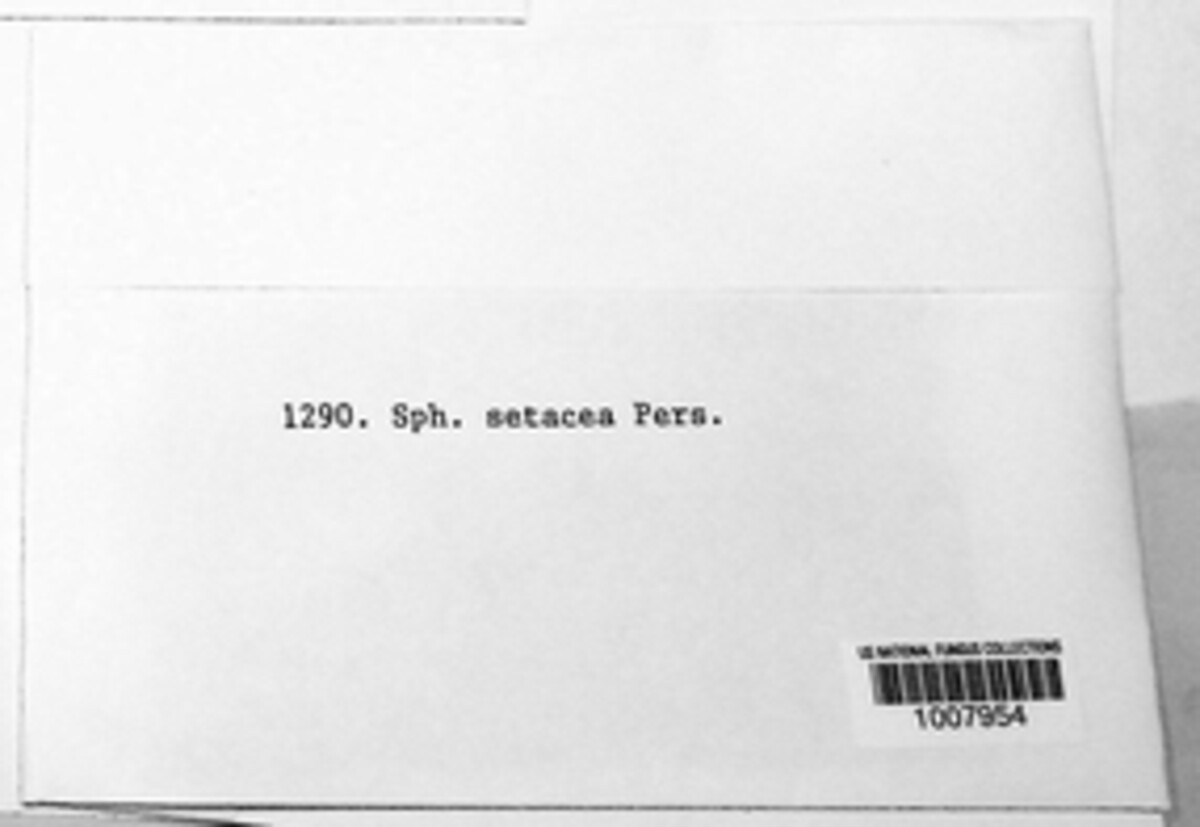 1290. Sph. setacea Pers.
US NATIONAL FUNGUS COLLECTIONS
1007954